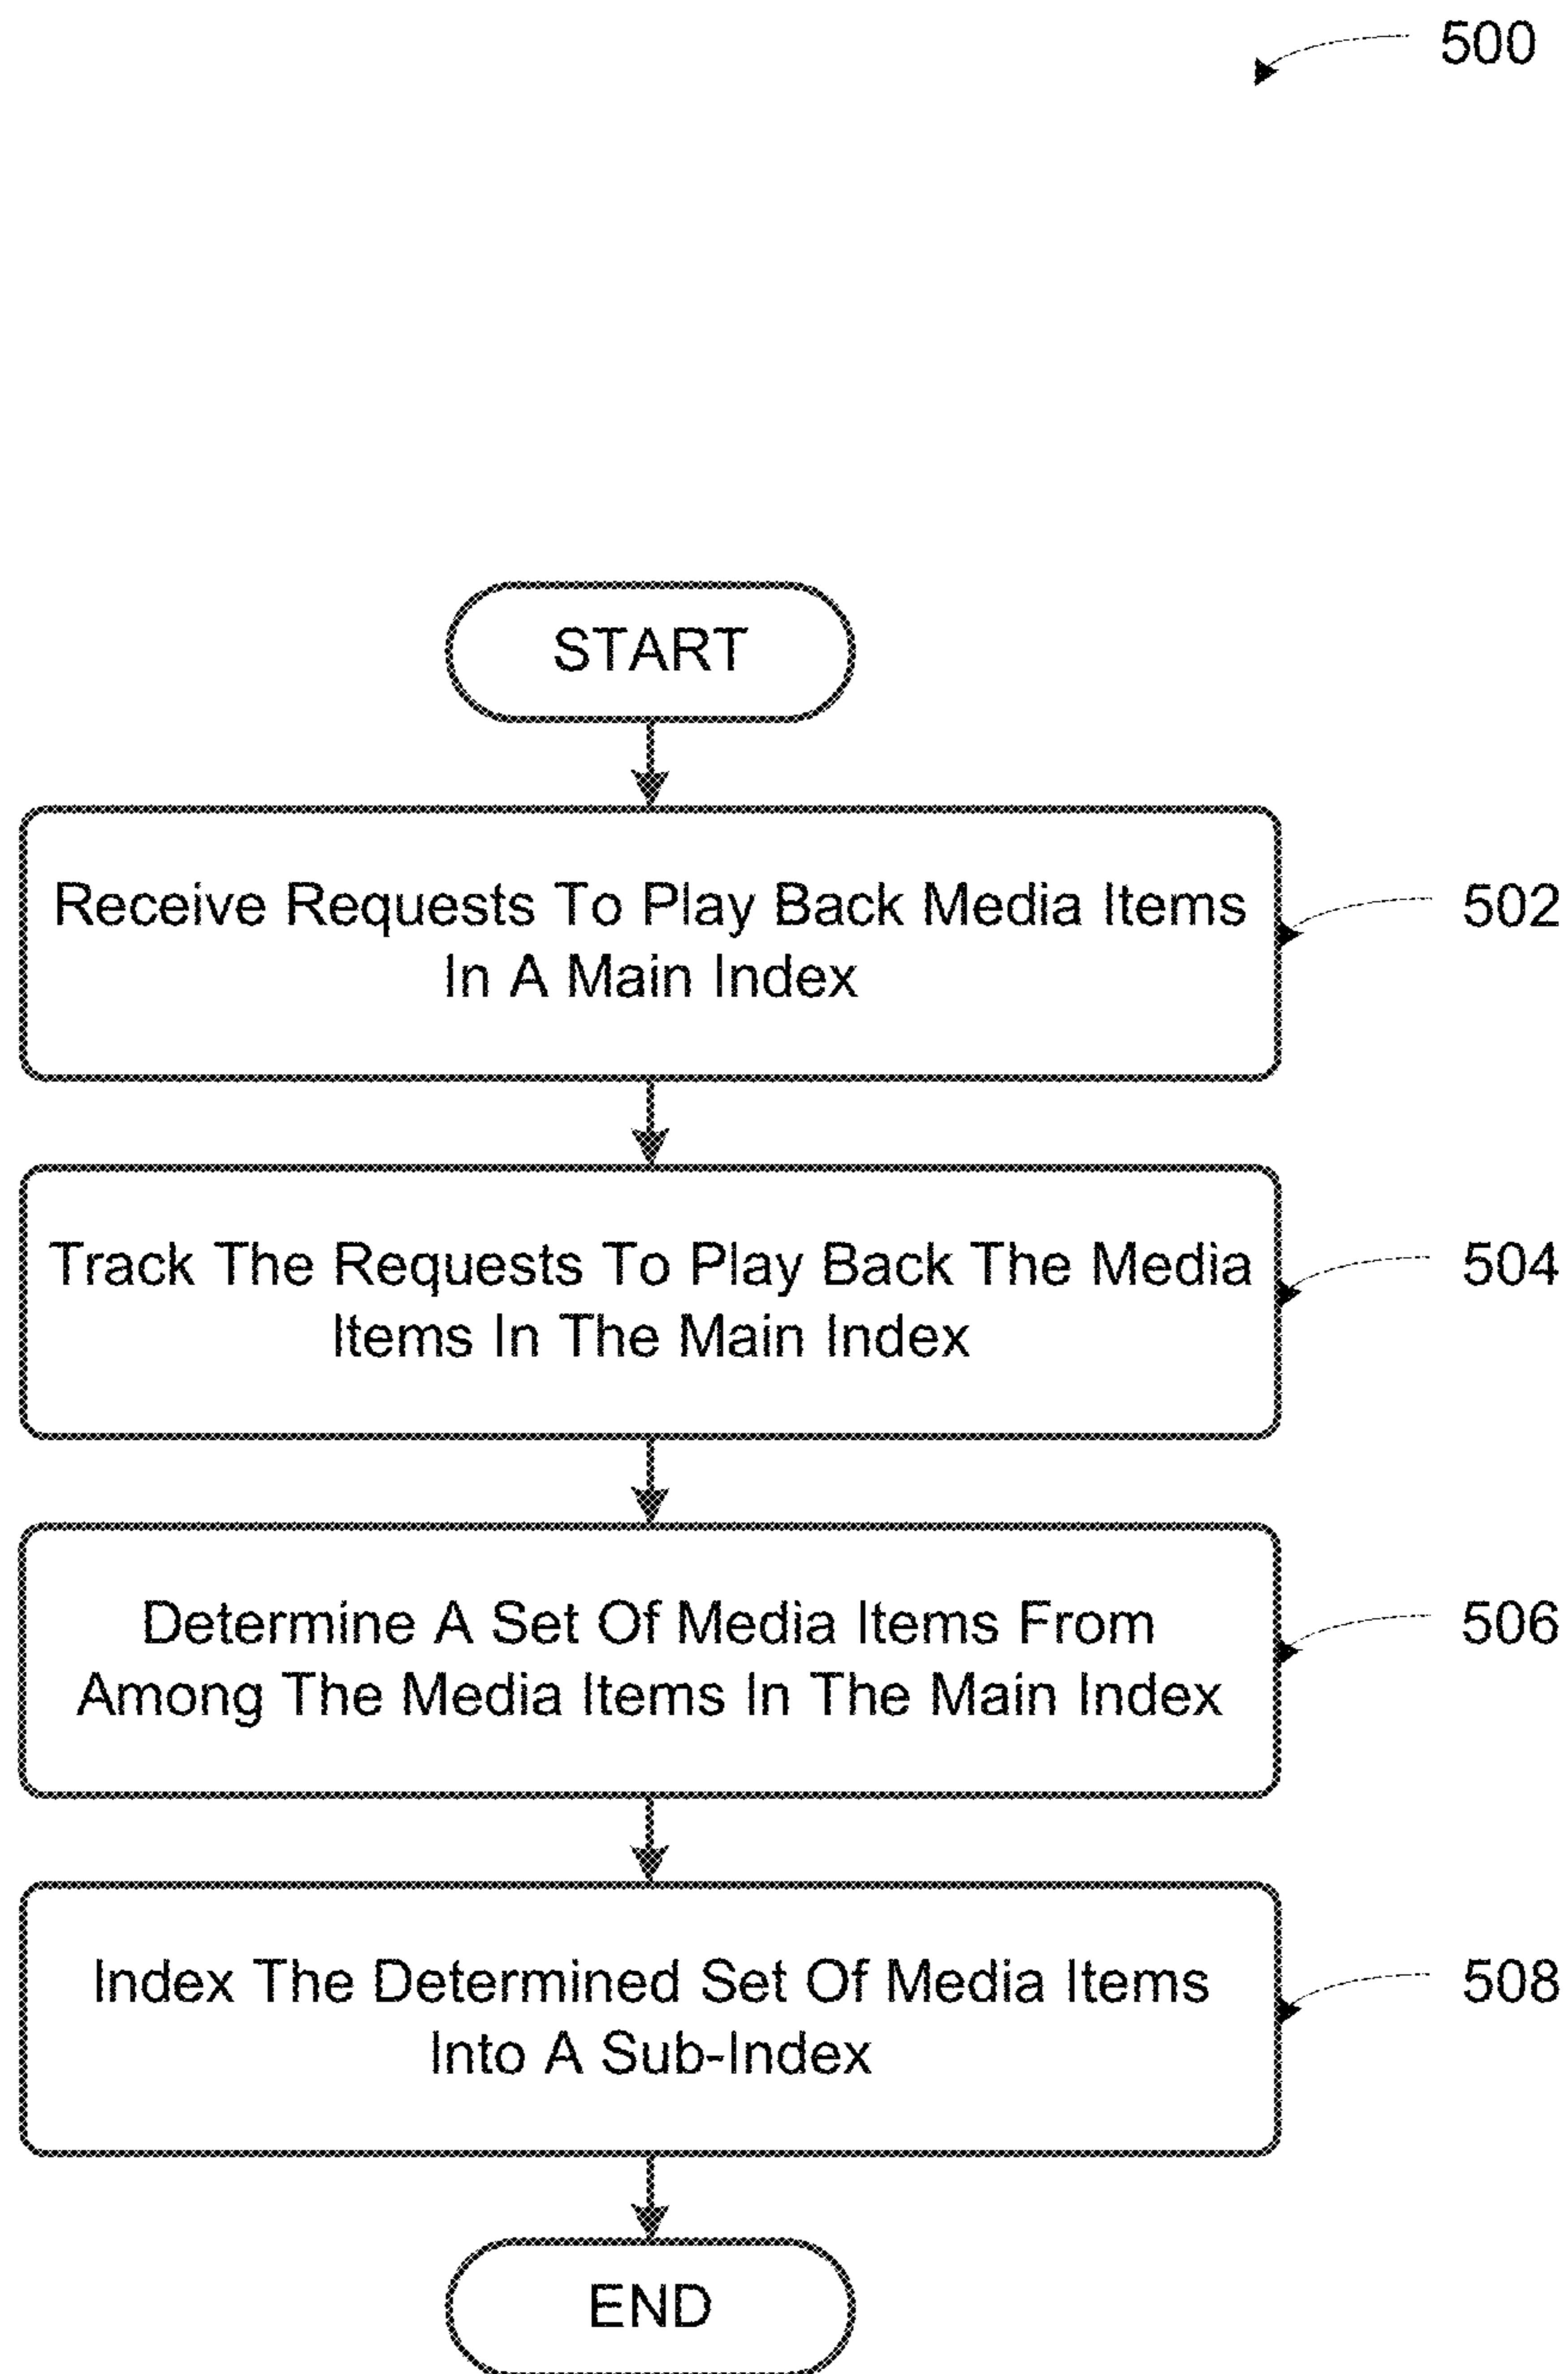 500
START
Receive Requests To Play Back Media Items
In A Main Index
502
Track The Requests To Play Back The Media
Items In The Main Index
504
Determine A Set Of Media Items From
Among The Media Items In The Main Index
506
Index The Determined Set Of Media Items
Into A Sub-Index
508
END